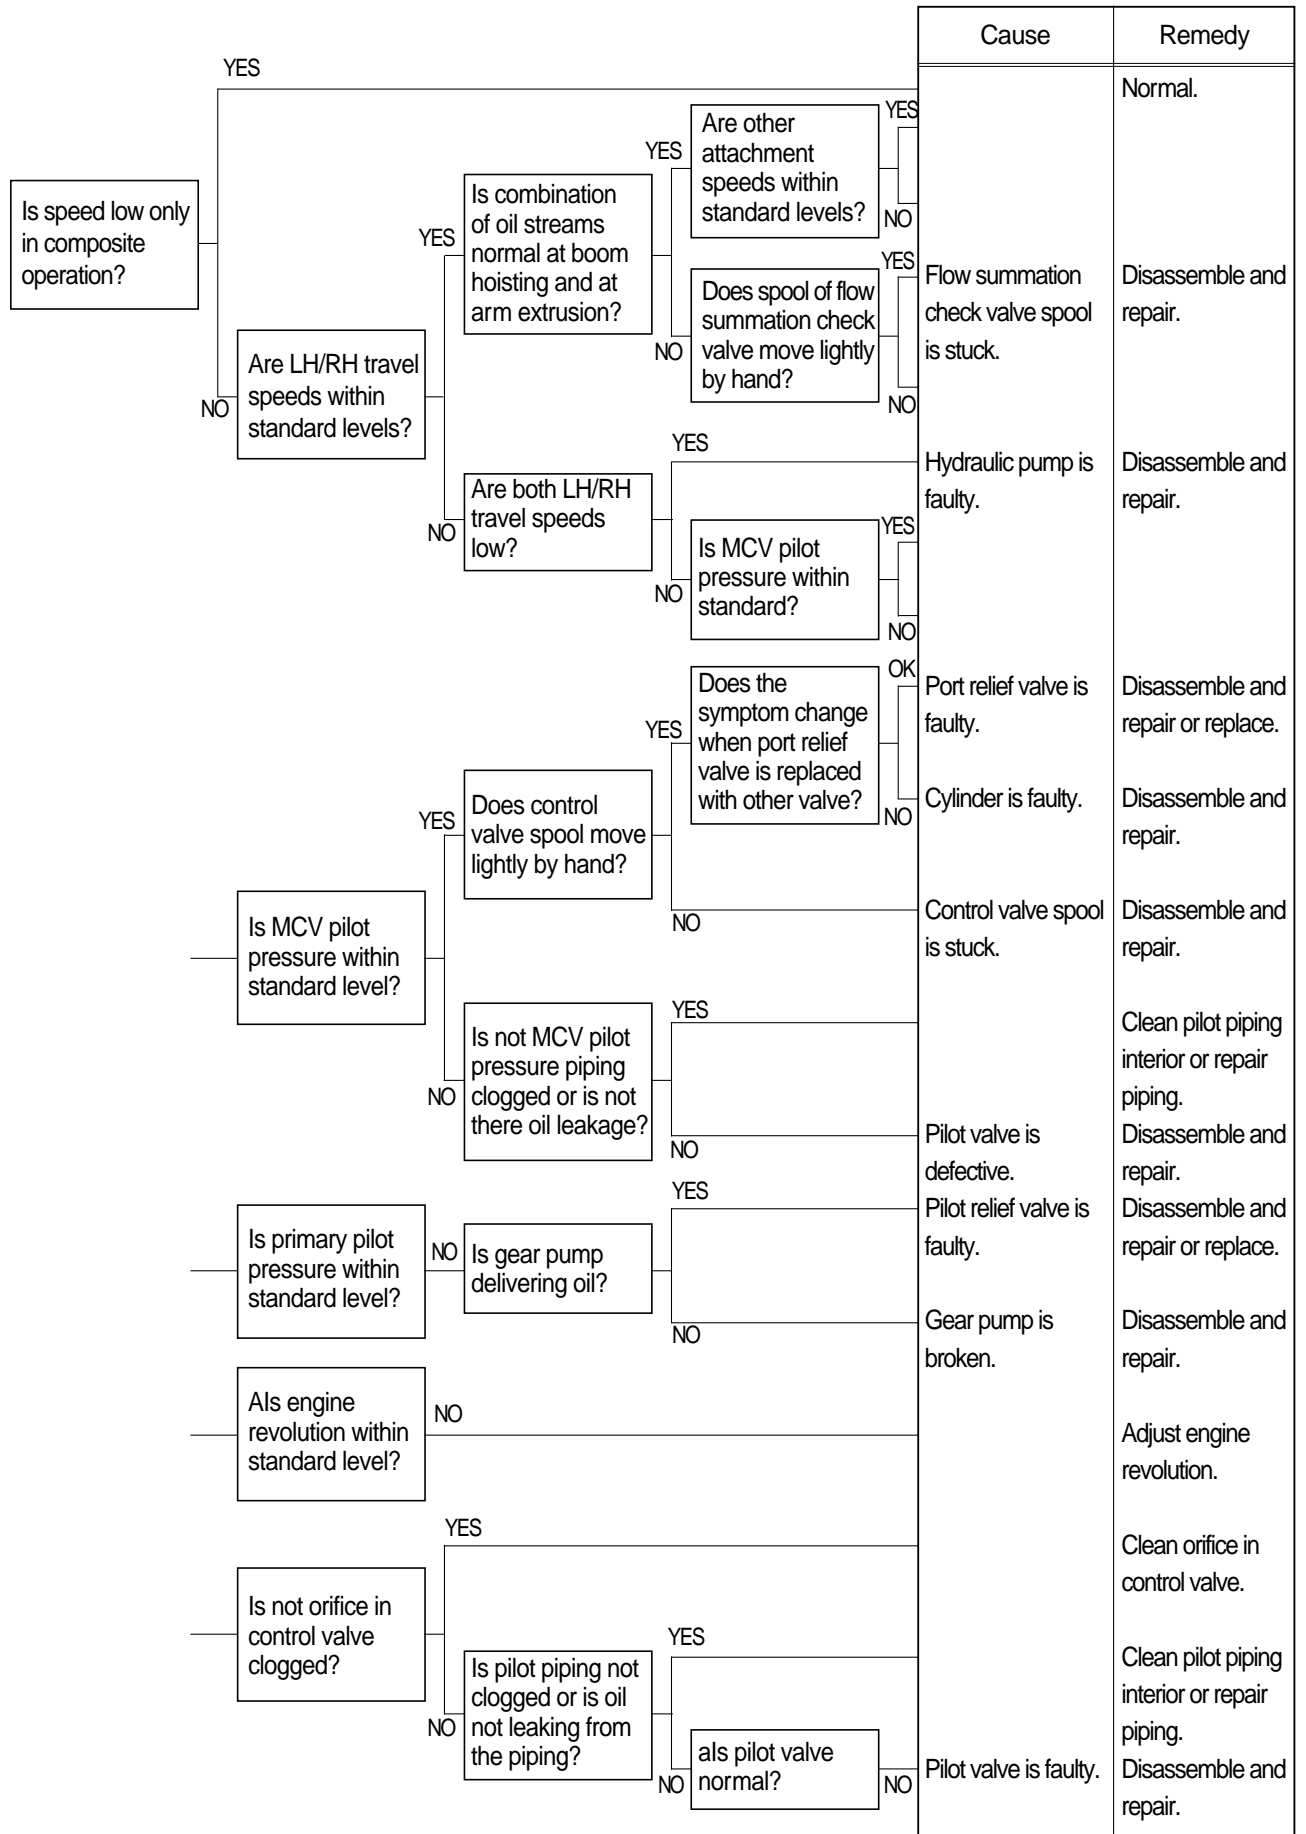 Cause
Remedy
YES
Normal.
Is speed low only
in composite
operation?
NO
Are LH/RH travel
speeds within
standard levels?
YES
Is combination
of oil streams
normal at boom
hoisting and at
arm extrusion?
YES
Are other
attachment
speeds within
standard levels?
YES
NO
NO
Does spool of flow
summation check
valve move lightly
by hand?
YES
NO
Flow summation
check valve spool
is stuck.
Disassemble and
repair.
NO
Are both LH/RH
travel speeds
low?
YES
Hydraulic pump is
faulty.
Disassemble and
repair.
NO
Is MCV pilot
pressure within
standard?
YES
NO
Is MCV pilot
pressure within
standard level?
YES
Does control
valve spool move
lightly by hand?
YES
Does the
symptom change
when port relief
valve is replaced
with other valve?
OK
Port relief valve is
faulty.
Disassemble and
repair or replace.
NO
Cylinder is faulty.
Disassemble and
repair.
NO
Control valve spool
is stuck.
Disassemble and
repair.
NO
Is not MCV pilot
pressure piping
clogged or is not
there oil leakage?
YES
Clean pilot piping
interior or repair
piping.
NO
Pilot valve is
defective.
Disassemble and
repair.
Is primary pilot
pressure within
standard level?
NO
Is gear pump
delivering oil?
YES
Pilot relief valve is
faulty.
Disassemble and
repair or replace.
NO
Gear pump is
broken.
Disassemble and
repair.
AIs engine
revolution within
standard level?
NO
Adjust engine
revolution.
Is not orifice in
control valve
clogged?
YES
Clean orifice in
control valve.
NO
Is pilot piping not
clogged or is oil
not leaking from
the piping?
YES
Clean pilot piping
interior or repair
piping.
NO
aIs pilot valve
normal?
NO
Pilot valve is faulty.
Disassemble and
repair.